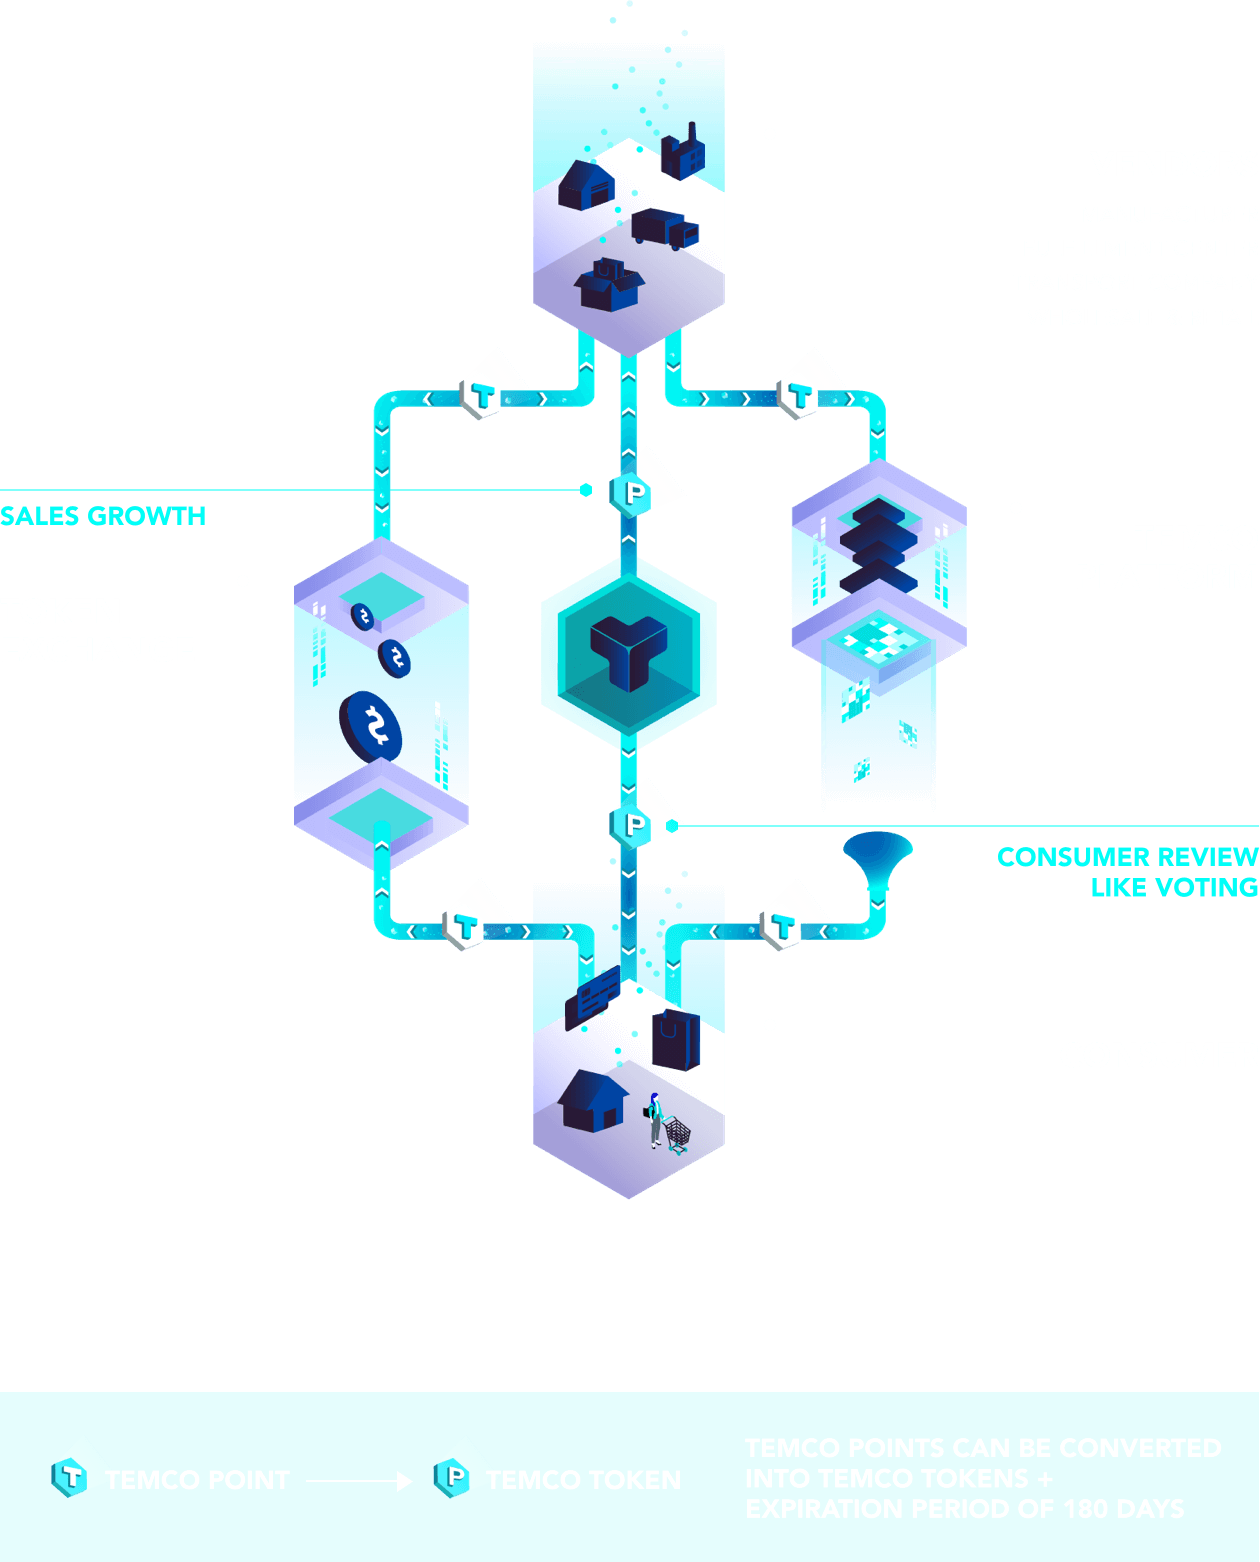 T
T
P
SALES GROWTH
P
CONSUMER REVIEW
LIKE VOTING
T
T
TEMCO POINTS CAN BE CONVERTED
T TEMCO POINT
P TEMCO TOKEN
INTO TEMCO TOKENS +
EXPIRATION PERIOD OF 180 DAYS